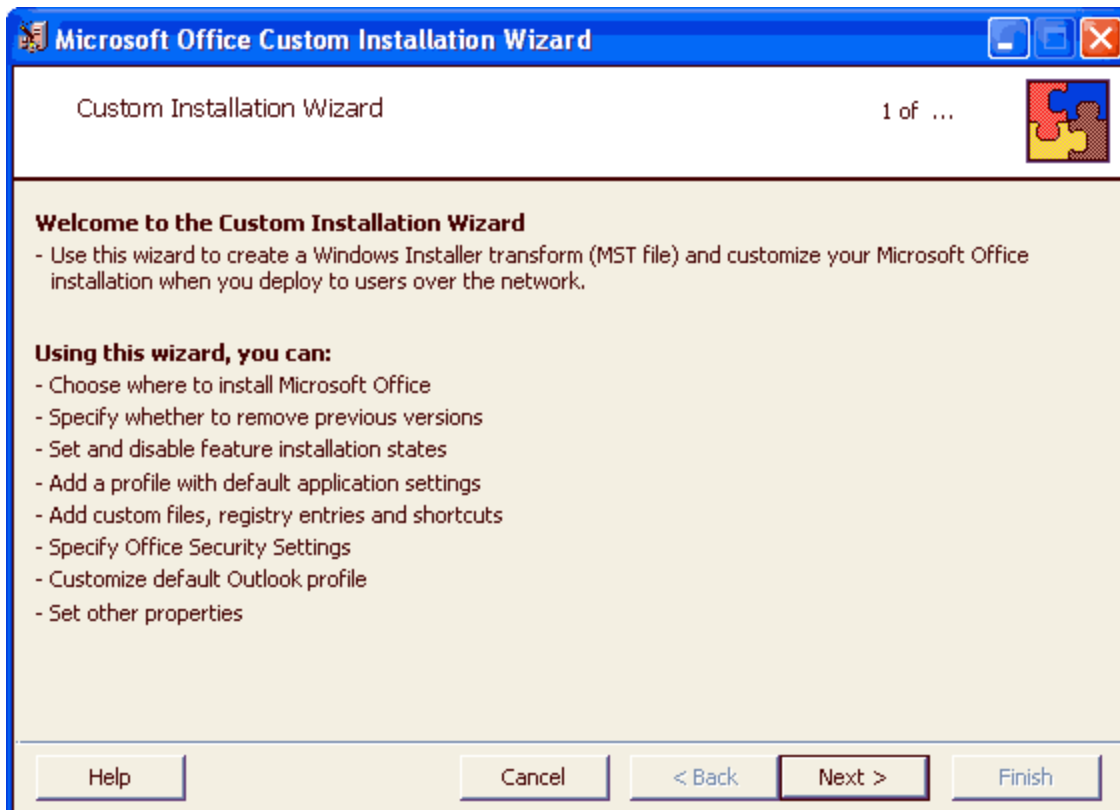 Microsoft Office Custom Installation Wizard
Custom Installation Wizard
1 of ...
Welcome to the Custom Installation Wizard
- Use this wizard to create a Windows Installer transform (MST file) and customize your Microsoft Office
installation when you deploy to users over the network.
Using this wizard, you can:
- Choose where to install Microsoft Office
- Specify whether to remove previous versions
- Set and disable feature installation states
- Add a profile with default application settings
- Add custom files, registry entries and shortcuts
- Specify Office Security Settings
- Customize default Outlook profile
- Set other properties
Help
Cancel
< Back
Next >
Finish